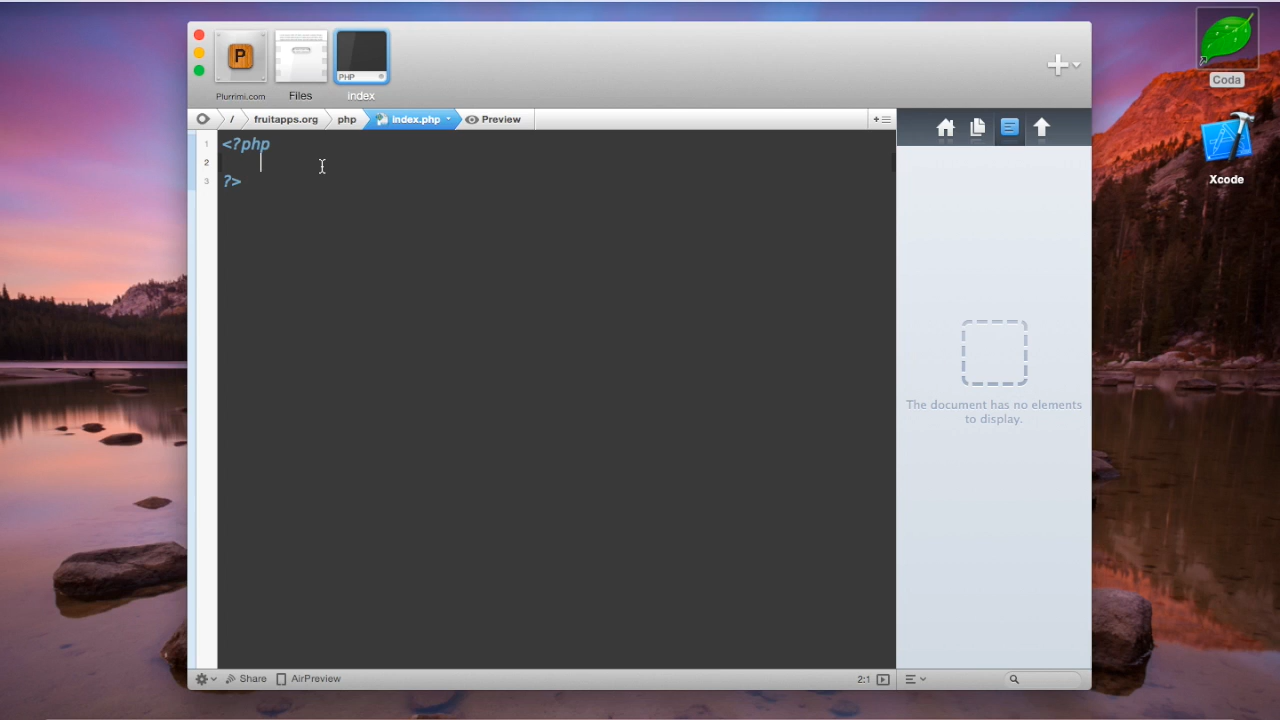 P
PHP
Plurrimi.com
Files
index
Coda
/ fruitapps.org php index.php Preview
1 <?php
2
3 ?>
Xcode
The document has no elements
to display.
Share AirPreview 2:1